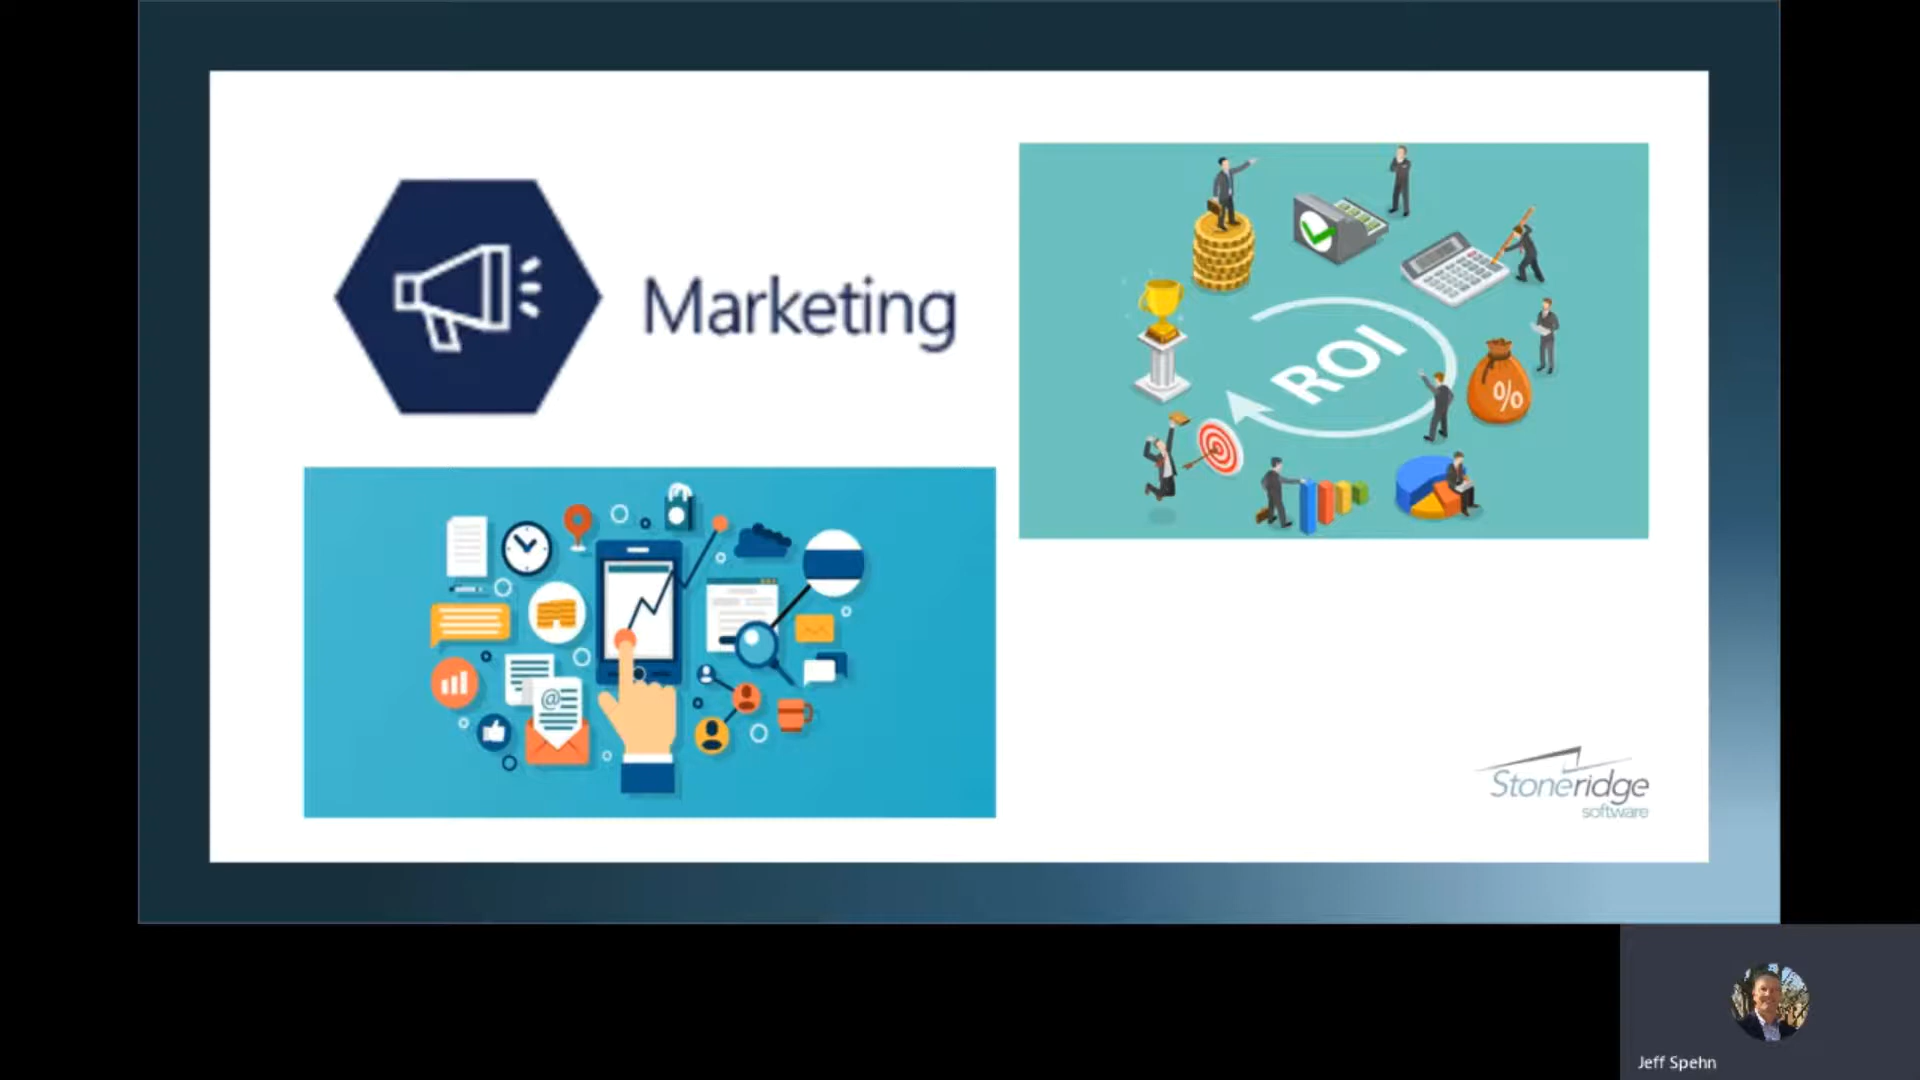 Marketing
ROI
%
@
Stoneridge
software
Jeff Spehn